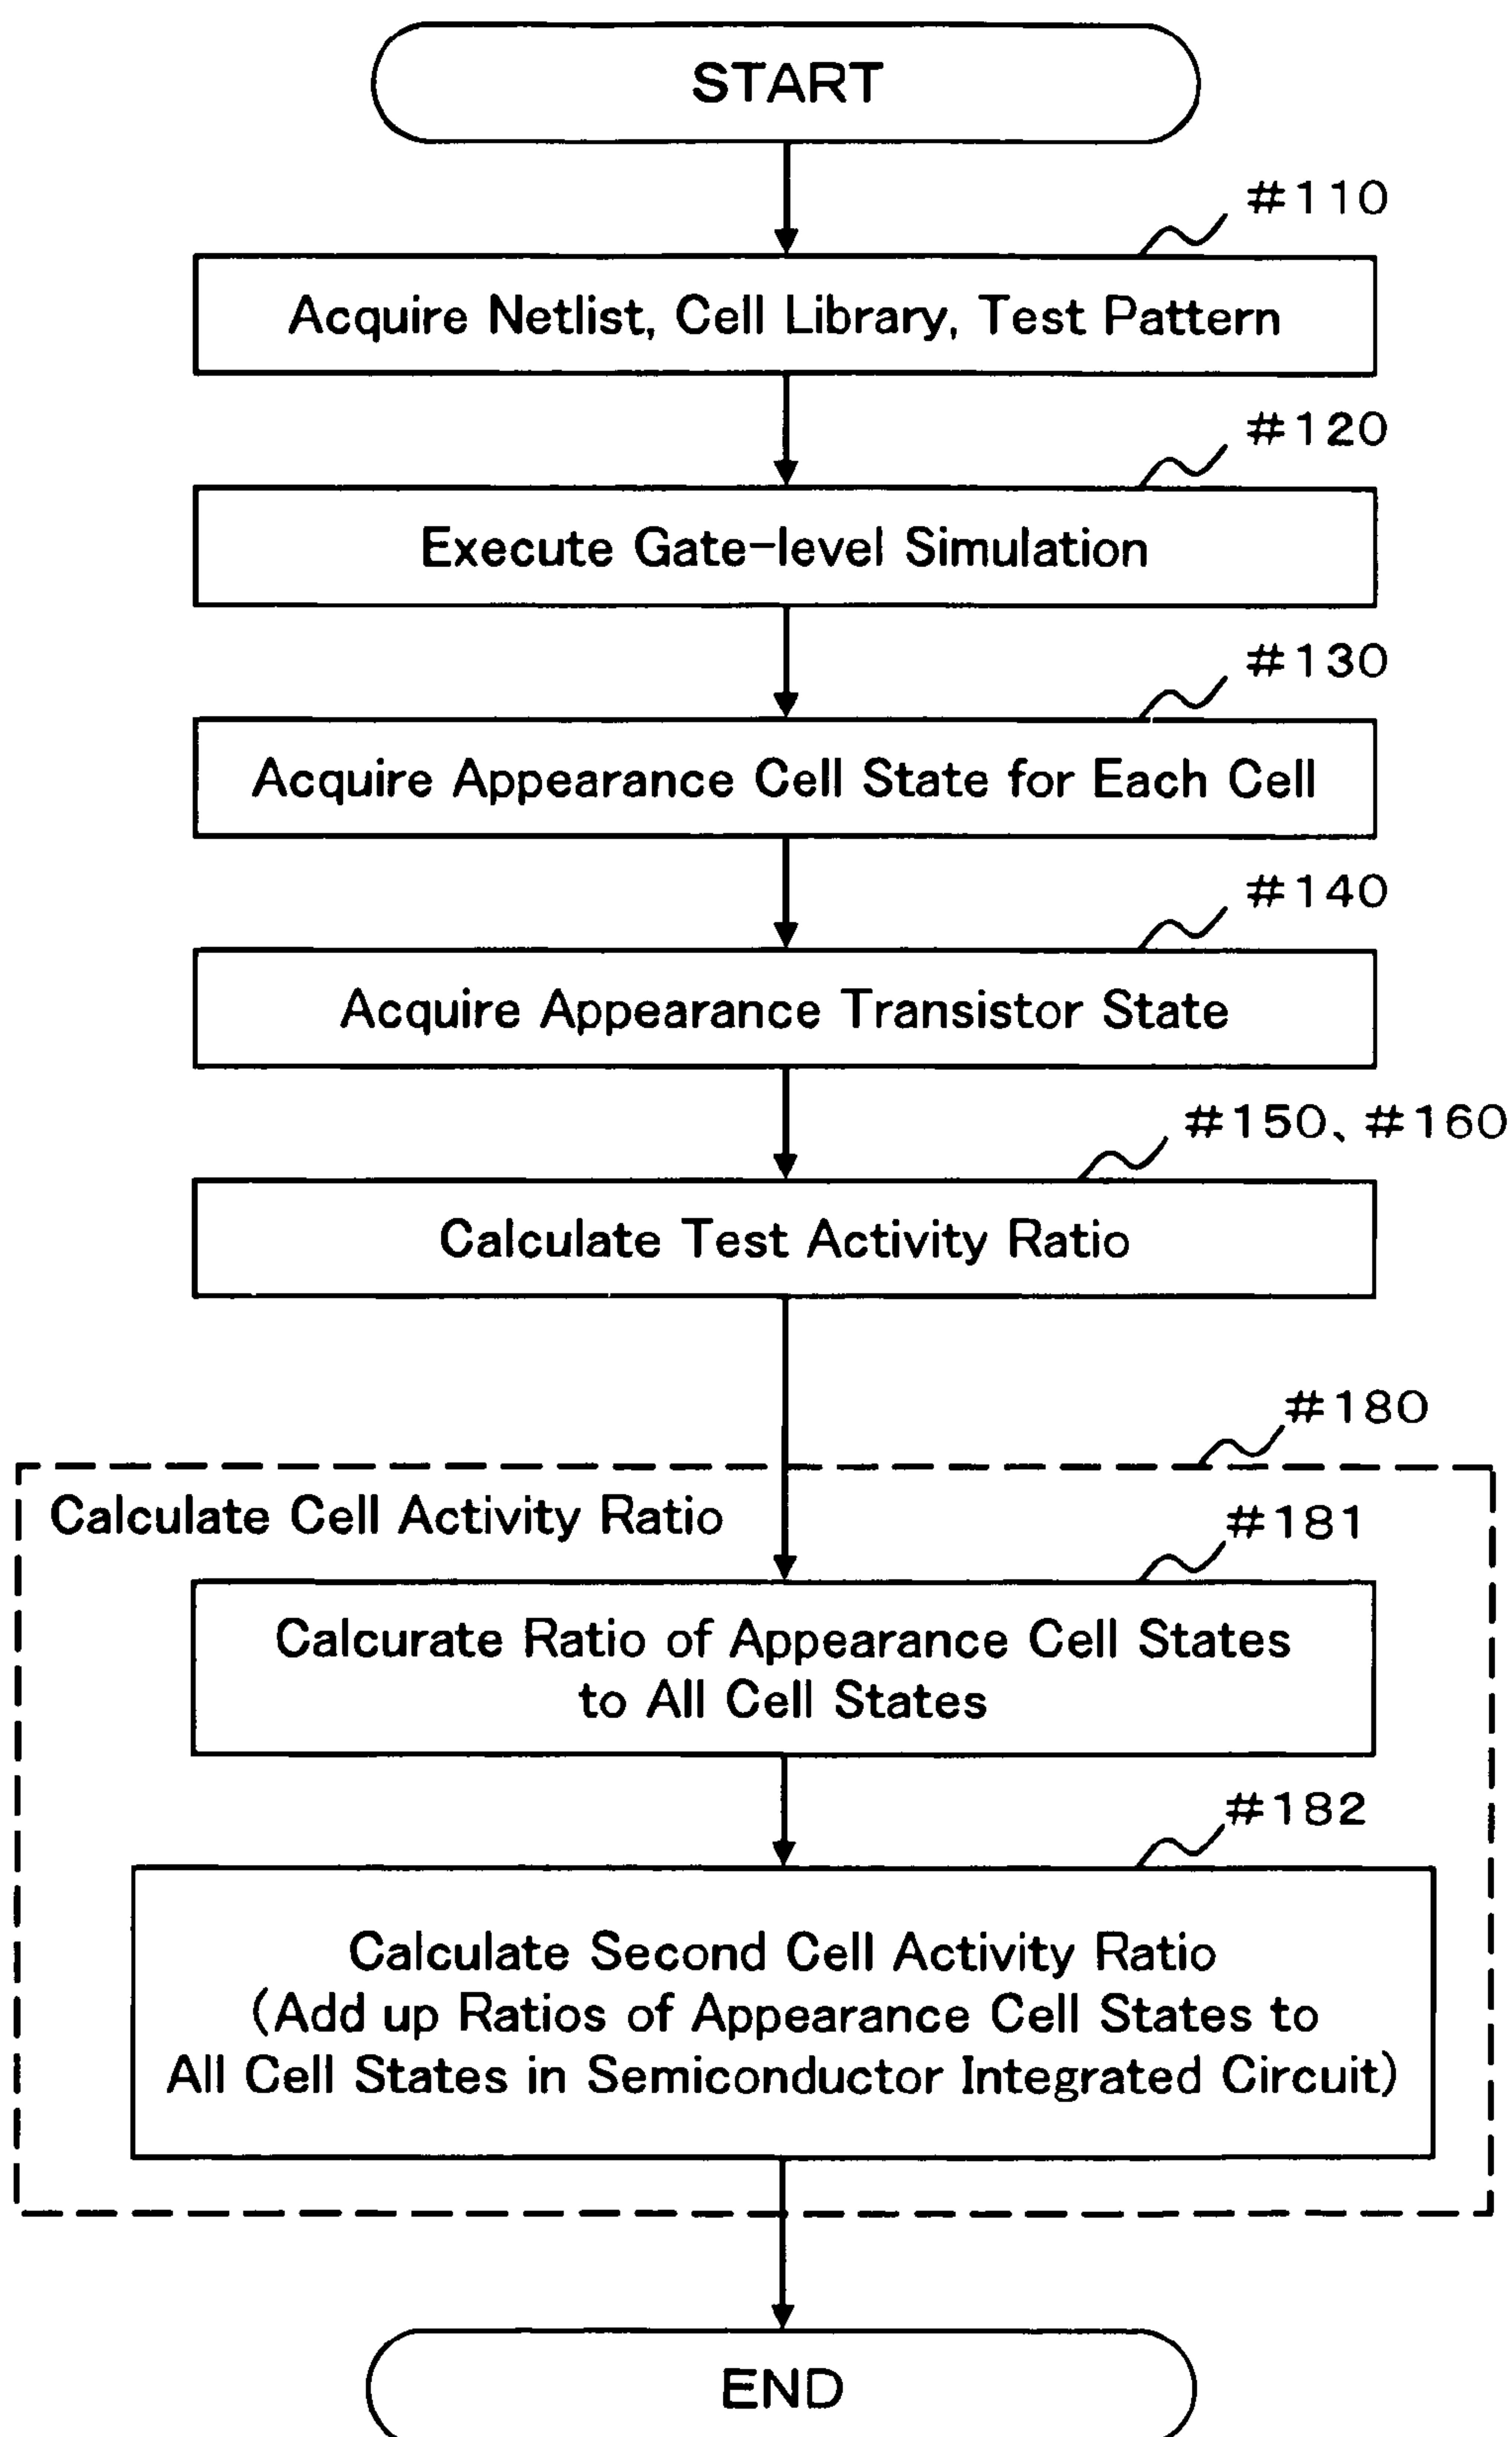 START
#110
Acquire Netlist, Cell Library, Test Pattern
#120
Execute Gate-level Simulation
#130
Acquire Appearance Cell State for Each Cell
#140
Acquire Appearance Transistor State
#150、#160
Calculate Test Activity Ratio
#180
Calculate Cell Activity Ratio
#181
Calcurate Ratio of Appearance Cell States
to All Cell States
#182
Calculate Second Cell Activity Ratio
(Add up Ratios of Appearance Cell States to
All Cell States in Semiconductor Integrated Circuit)
END